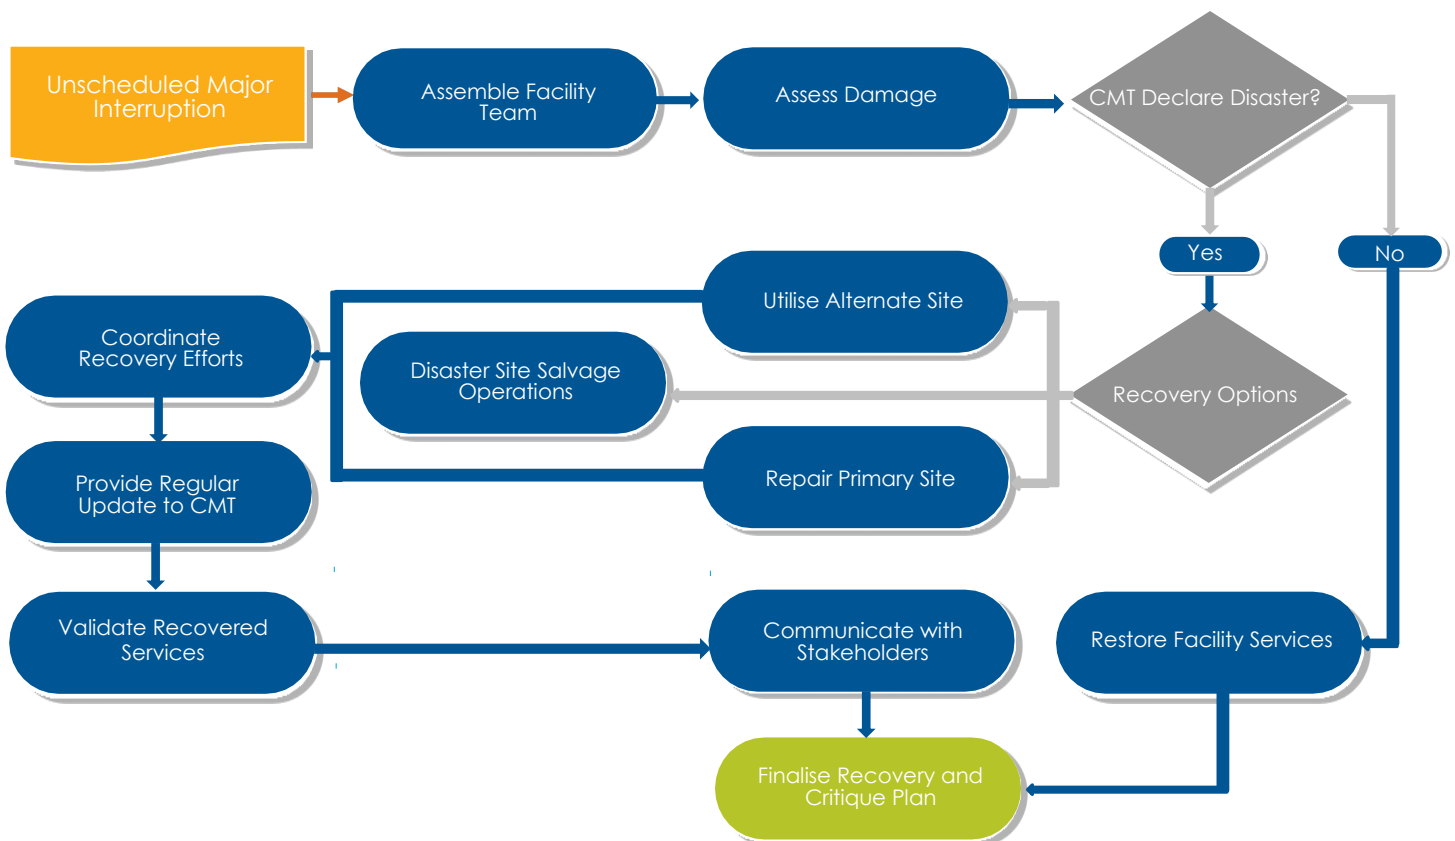 Unscheduled Major
Interruption
Assemble Facility
Team
Assess Damage
CMT Declare Disaster?
Yes
No
Utilise Alternate Site
Coordinate
Recovery Efforts
Disaster Site Salvage
Operations
Recovery Options
Repair Primary Site
Provide Regular
Update to CMT
Validate Recovered
Services
Communicate with
Stakeholders
Restore Facility Services
Finalise Recovery and
Critique Plan